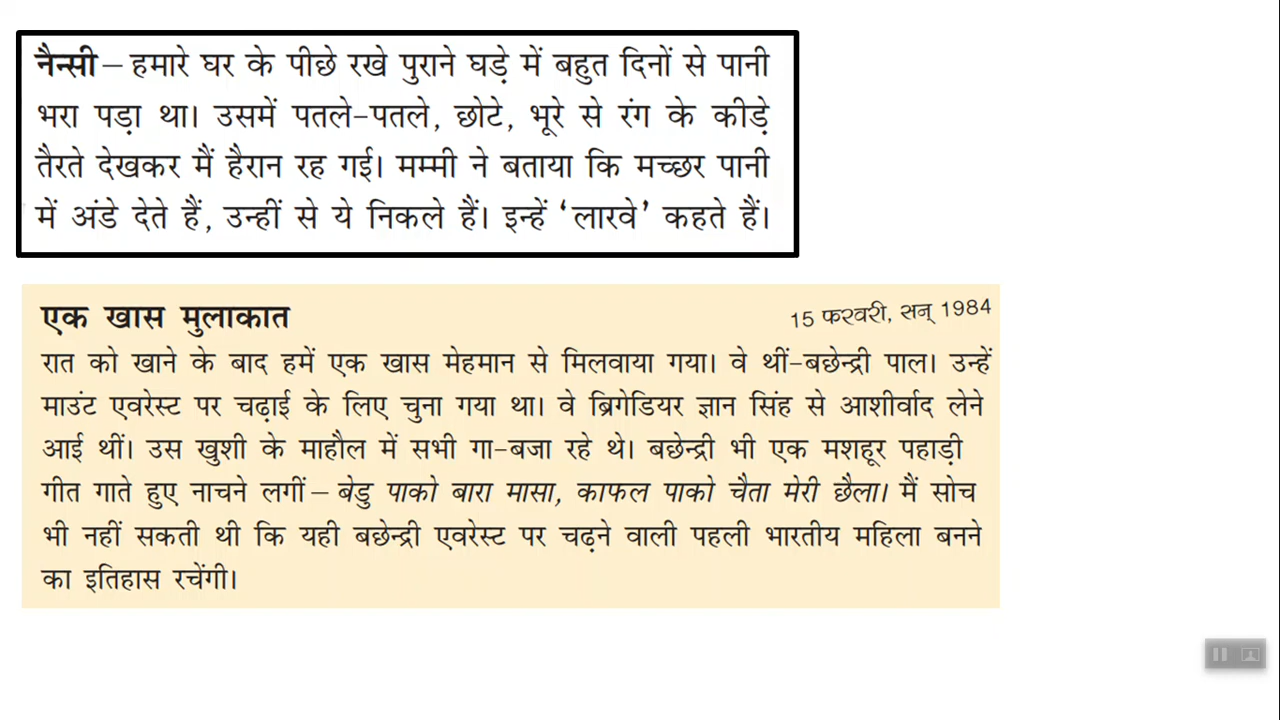 नैन्सी – हमारे घर के पीछे रखे पुराने घड़े में बहुत दिनों से पानी
भरा पड़ा था। उसमें पतले-पतले, छोटे, भूरे से रंग के कीड़े
तैरते देखकर मैं हैरान रह गई। मम्मी ने बताया कि मच्छर पानी
में अंडे देते हैं, उन्हीं से ये निकले हैं। इन्हें ‘लारवे’ कहते हैं।
एक खास मुलाकात
15 फरवरी, सन् 1984
रात को खाने के बाद हमें एक खास मेहमान से मिलवाया गया। वे थीं–बछेन्द्री पाल। उन्हें
माउंट एवरेस्ट पर चढ़ाई के लिए चुना गया था। वे ब्रिगेडियर ज्ञान सिंह से आशीर्वाद लेने
आई थीं। उस खुशी के माहौल में सभी गा-बजा रहे थे। बछेन्द्री भी एक मशहूर पहाड़ी
गीत गाते हुए नाचने लगीं – बेडु पाको बारा मासा, काफल पाको चैता मेरी छैला। मैं सोच
भी नहीं सकती थी कि यही बछेन्द्री एवरेस्ट पर चढ़ने वाली पहली भारतीय महिला बनने
का इतिहास रचेंगी।